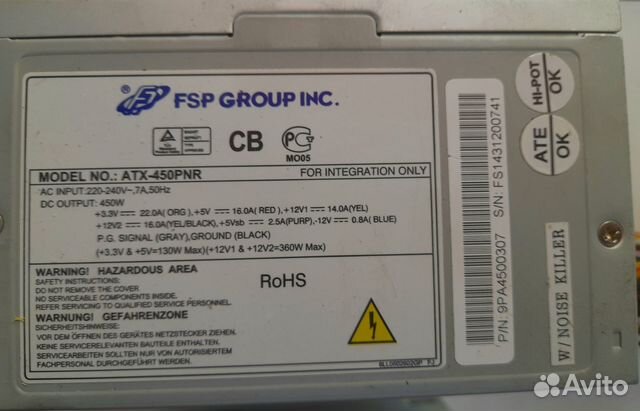 FSP GROUP INC.
CB
MO05
MODEL NO.: ATX-450PNR
FOR INTEGRATION ONLY
AC INPUT:220-240V~,7A,50Hz
DC OUTPUT: 450W
+3.3V 22.0A( ORG ),+5V 16.0A( RED ),+12V1 14.0A(YEL)
+12V2 16.0A(YEL/BLACK),+5Vsb 2.5A(PURP),-12V 0.8A( BLUE)
P.G. SIGNAL (GRAY),GROUND (BLACK)
(+3.3V & +5V=130W Max)(+12V1 & +12V2=360W Max)
WARNING! HAZARDOUS AREA
SAFETY INSTRUCTIONS:
DO NOT REMOVE THE COVER
NO SERVICEABLE COMPONENTS INSIDE.
REFER SERVICING TO QUALIFIED SERVICE PERSONNEL.
WARNUNG! GEFAHRENZONE
SICHERHEITSHINWEISE:
VOR DEM ÖFFNEN DES GERÄTES NETZSTECKER ZIEHEN
KEINE SERVICERELEVANTEN BAUTEILE ENTHALTEN.
SERVICEARBEITEN SOLLTEN NUR VON AUTORISIERTEM
FACHPERSONAL DURCHGEFÜHRT WERDEN.
RoHS
P/N: 9PA4500307
S/N: FS1431200741
HI-POT
OK
ATE
OK
W/ NOISE KILLER
Avito